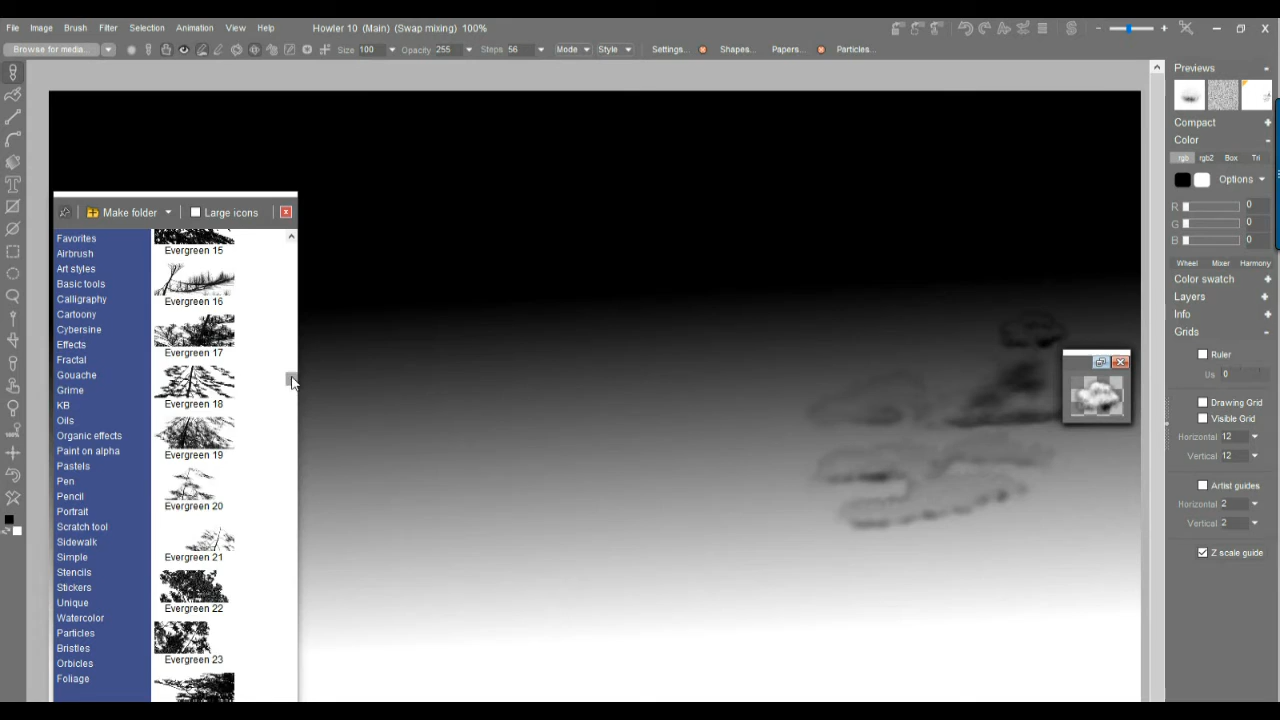 File Image Brush Filter Selection Animation View Help Howler 10 (Main) (Swap mixing) 100%
Browse for media... Size 100 Opacity 255 Steps 56 Mode Style Settings... Shapes... Papers... Particles...
Previews
Compact
Color
rgb rgb2 Box Tri
Options
R 0
G 0
B 0
Wheel Mixer Harmony
Color swatch
Layers
Info
Grids
Ruler
Us 0
Drawing Grid
Visible Grid
Horizontal 12
Vertical 12
Artist guides
Horizontal 2
Vertical 2
Z scale guide
Make folder Large icons
Favorites
Airbrush
Art styles
Basic tools
Calligraphy
Cartoony
Cybersine
Effects
Fractal
Gouache
Grime
KB
Oils
Organic effects
Paint on alpha
Pastels
Pen
Pencil
Portrait
Scratch tool
Sidewalk
Simple
Stencils
Stickers
Unique
Watercolor
Particles
Bristles
Orbicles
Foliage
Evergreen 15
Evergreen 16
Evergreen 17
Evergreen 18
Evergreen 19
Evergreen 20
Evergreen 21
Evergreen 22
Evergreen 23